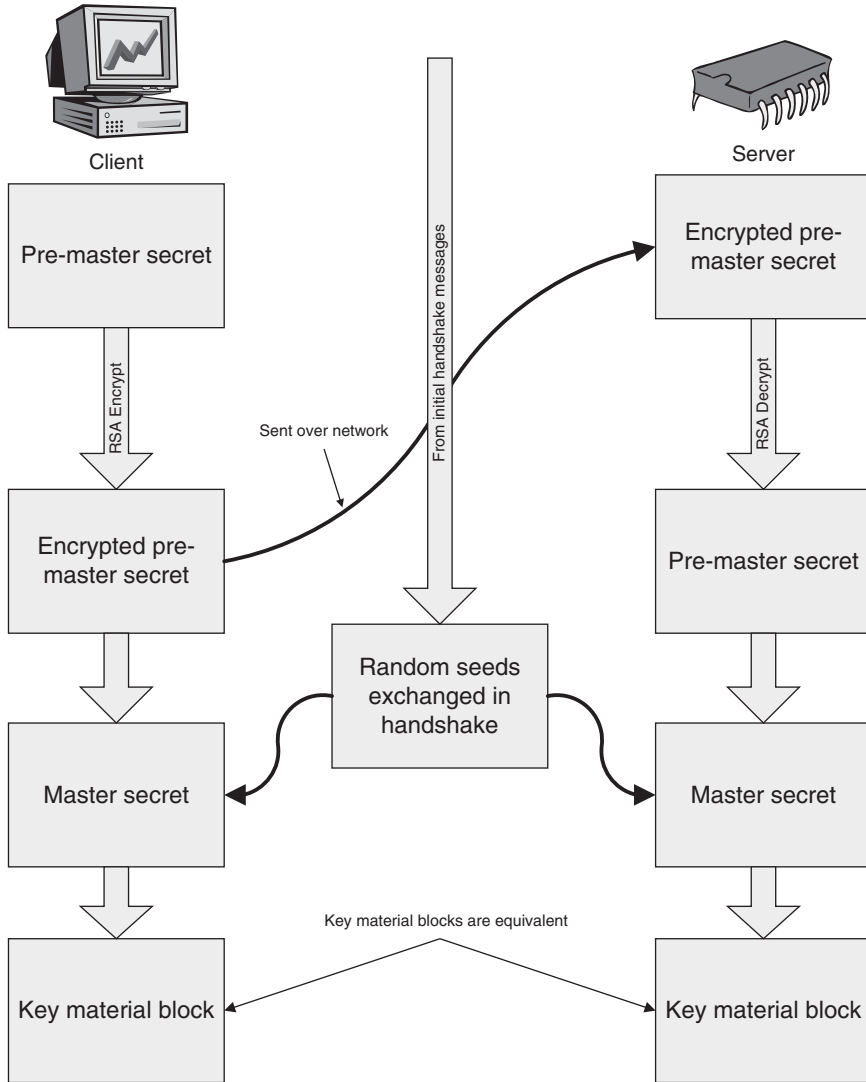 Client
Server
Pre-master secret
Encrypted pre-
master secret
RSA Encrypt
From initial handshake messages
RSA Decrypt
Sent over network
Encrypted pre-
master secret
Pre-master secret
Random seeds
exchanged in
handshake
Master secret
Master secret
Key material blocks are equivalent
Key material block
Key material block